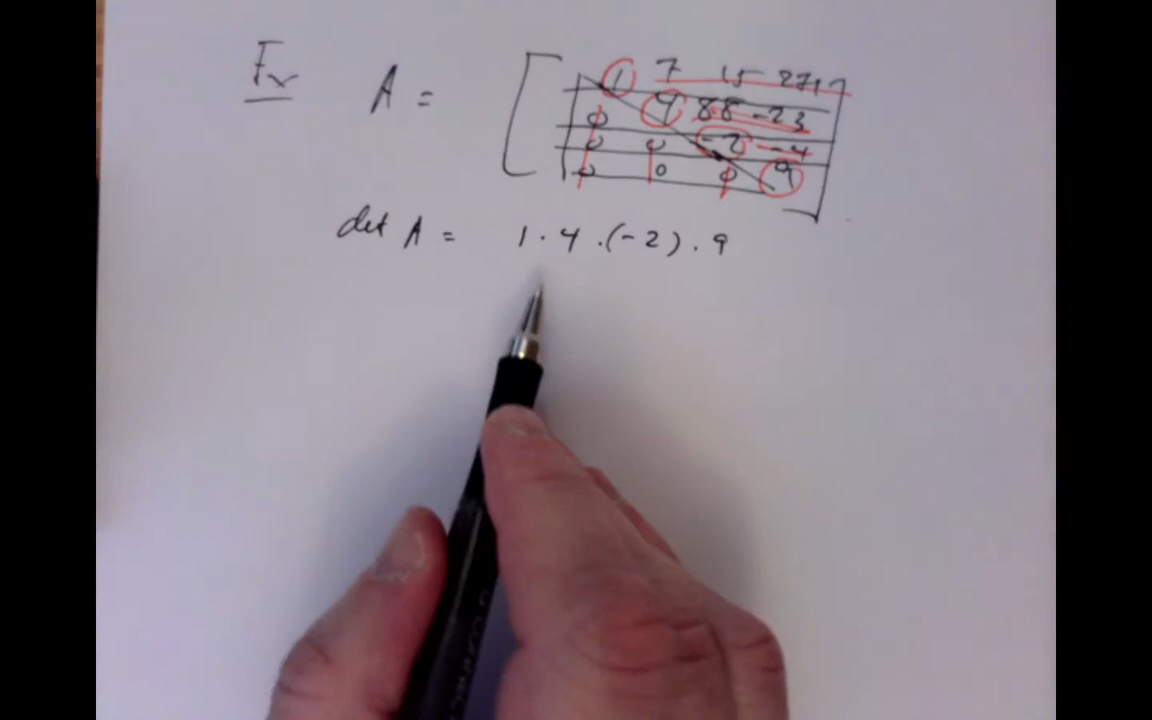 Ex A = [ 1 7 15 2717
0 4 88 -23
0 0 -2 -4
0 0 0 9 ]
det A = 1 · 4 · (-2) · 9